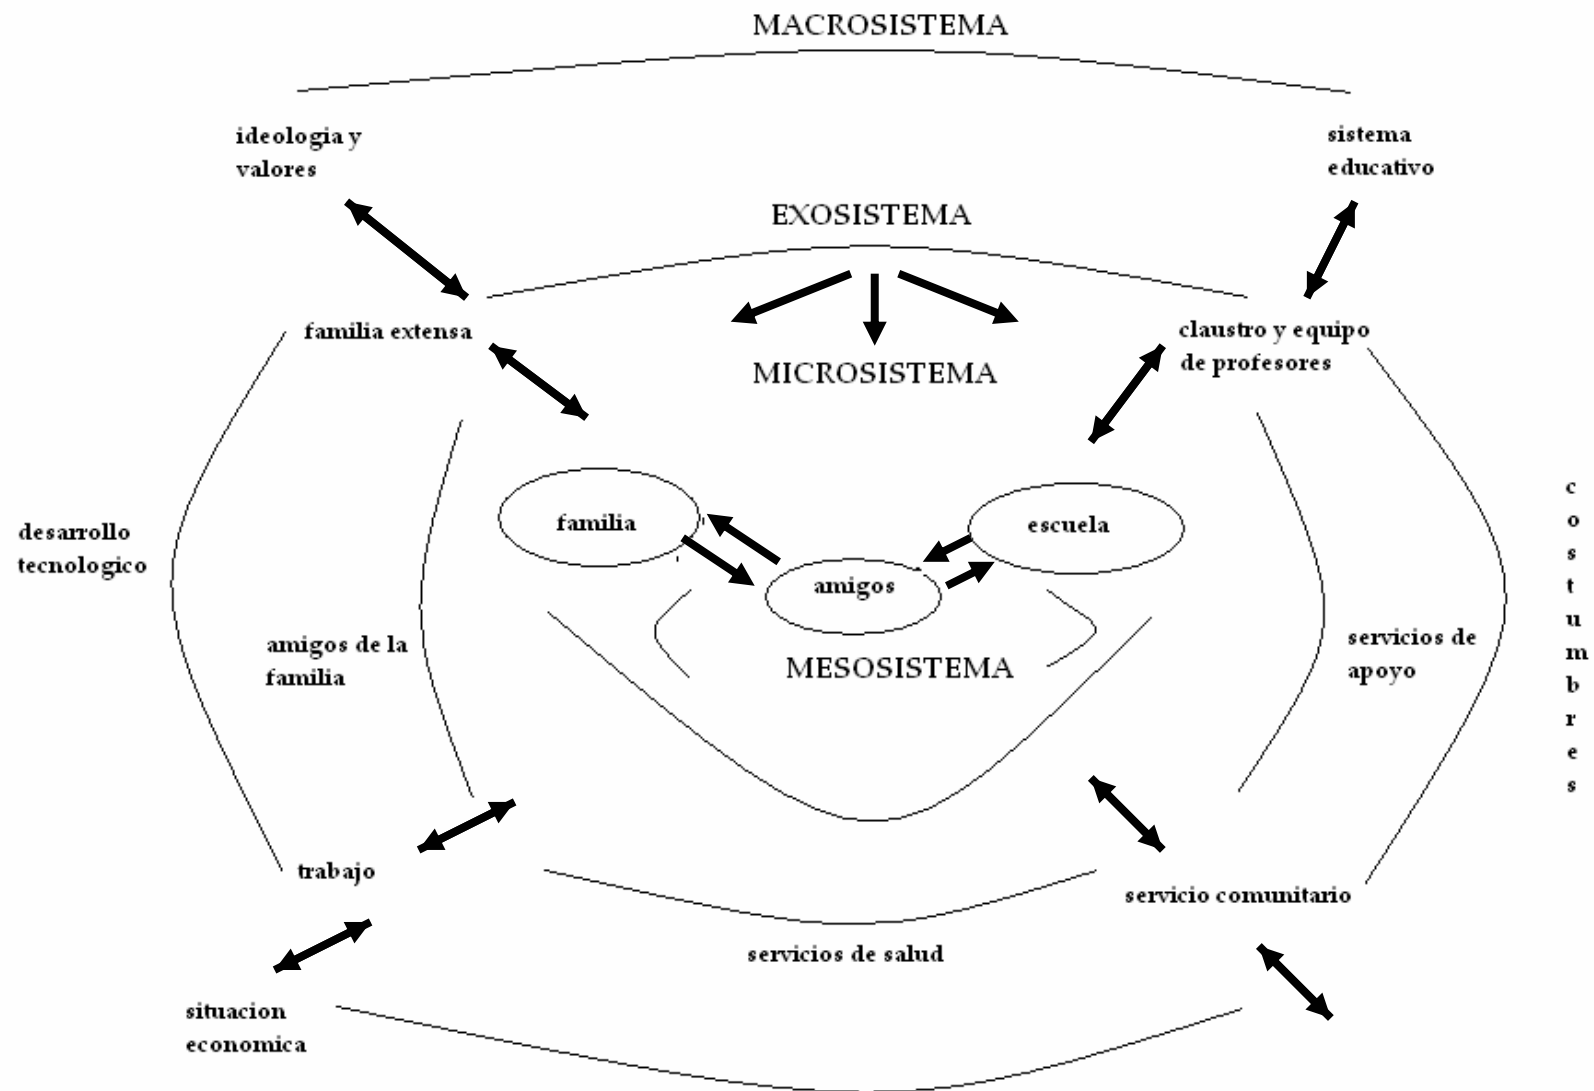 MACROSISTEMA
ideologia y
valores
sistema
educativo
EXOSISTEMA
familia extensa
claustro y equipo
de profesores
MICROSISTEMA
familia
escuela
amigos
desarrollo
tecnologico
costumbres
amigos de la
familia
servicios de
apoyo
MESOSISTEMA
trabajo
servicio comunitario
servicios de salud
situacion
economica